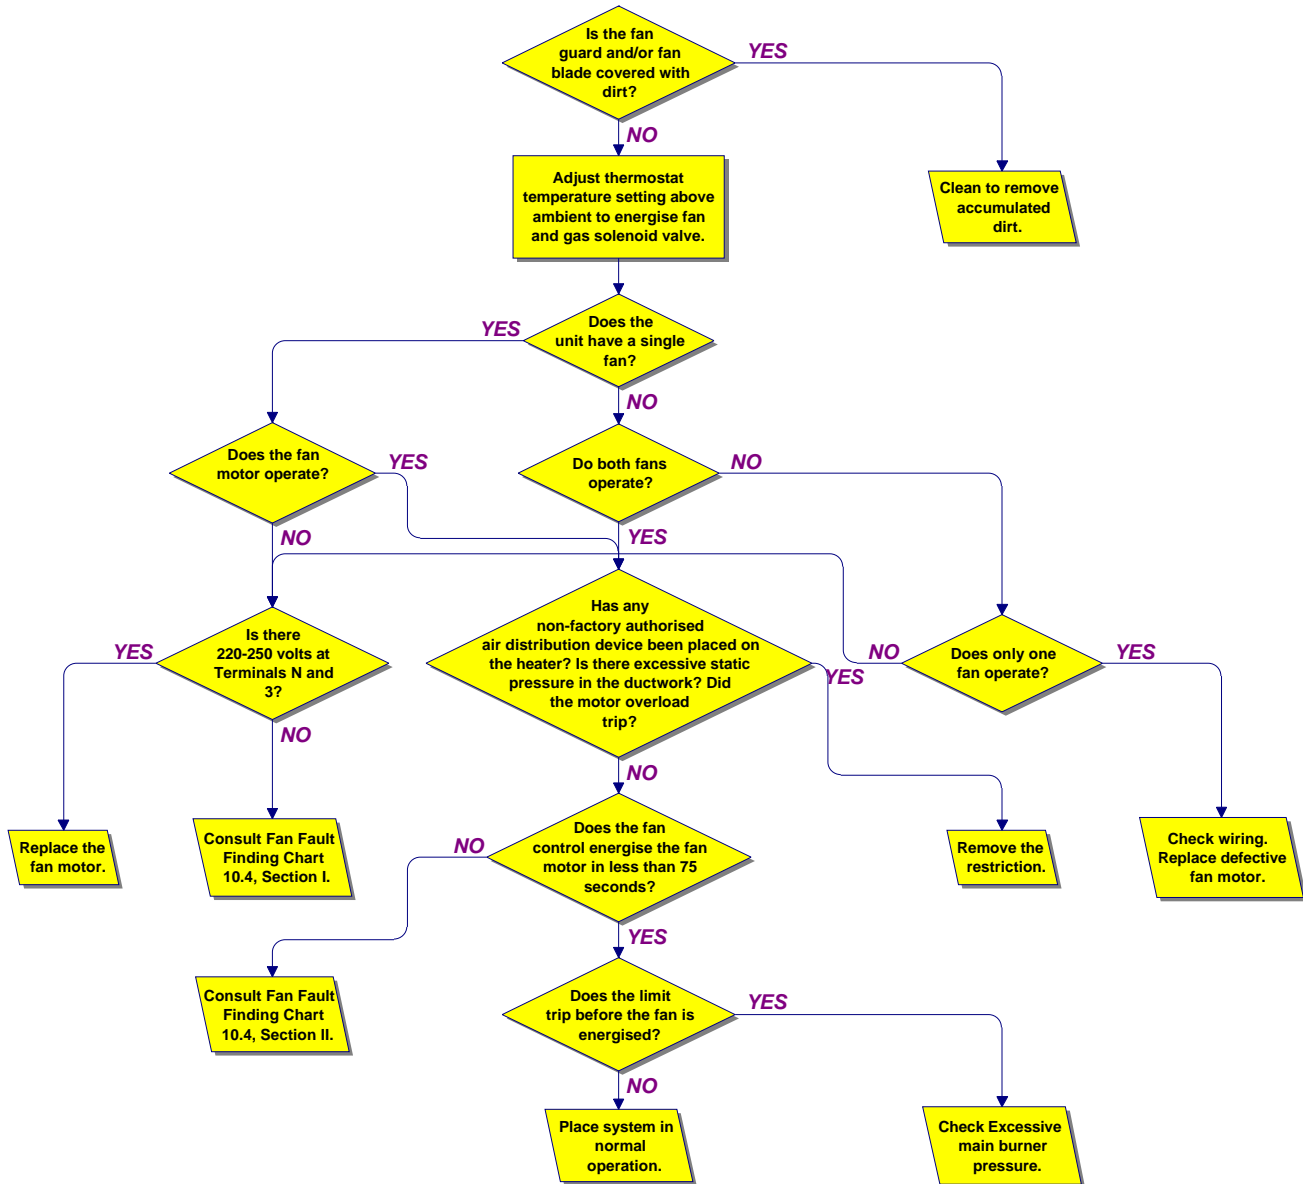 Is the fan
guard and/or fan
blade covered with
dirt?
YES
NO
Adjust thermostat
temperature setting above
ambient to energise fan
and gas solenoid valve.
Clean to remove
accumulated
dirt.
Does the
unit have a single
fan?
YES
NO
Does the fan
motor operate?
YES
NO
Do both fans
operate?
NO
YES
Is there
220-250 volts at
Terminals N and
3?
YES
NO
Has any
non-factory authorised
air distribution device been placed on
the heater? Is there excessive static
pressure in the ductwork? Did
the motor overload
trip?
YES
NO
Does only one
fan operate?
NO
YES
Replace the
fan motor.
Consult Fan Fault
Finding Chart
10.4, Section I.
Does the fan
control energise the fan
motor in less than 75
seconds?
NO
YES
Remove the
restriction.
Check wiring.
Replace defective
fan motor.
Consult Fan Fault
Finding Chart
10.4, Section II.
Does the limit
trip before the fan is
energised?
YES
NO
Place system in
normal
operation.
Check Excessive
main burner
pressure.